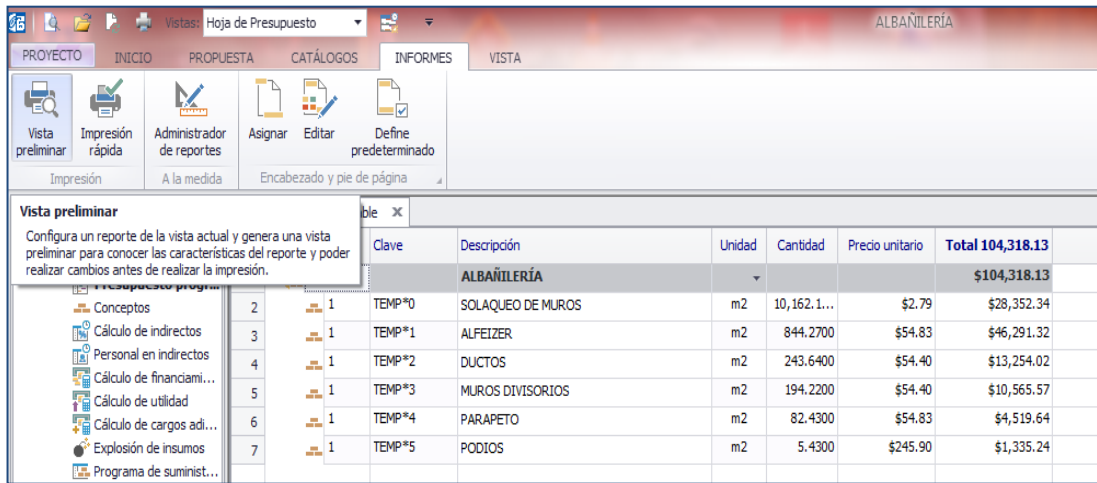 Vistas: Hoja de Presupuesto
ALBAÑILERÍA
PROYECTO INICIO PROPUESTA CATÁLOGOS INFORMES VISTA
Vista preliminar
Impresión rápida
Administrador de reportes
Asignar
Editar
Define predeterminado
Impresión
A la medida
Encabezado y pie de página
Vista preliminar
Configura un reporte de la vista actual y genera una vista
preliminar para conocer las características del reporte y poder
realizar cambios antes de realizar la impresión.
ble X
Clave Descripción Unidad Cantidad Precio unitario Total 104,318.13
ALBAÑILERÍA $104,318.13
2 1 TEMP*0 SOLAQUEO DE MUROS m2 10,162.1... $2.79 $28,352.34
3 1 TEMP*1 ALFEIZER m2 844.2700 $54.83 $46,291.32
4 1 TEMP*2 DUCTOS m2 243.6400 $54.40 $13,254.02
5 1 TEMP*3 MUROS DIVISORIOS m2 194.2200 $54.40 $10,565.57
6 1 TEMP*4 PARAPETO m2 82.4300 $54.83 $4,519.64
7 1 TEMP*5 PODIOS m2 5.4300 $245.90 $1,335.24
Presupuesto progr...
Conceptos
Cálculo de indirectos
Personal en indirectos
Cálculo de financiami...
Cálculo de utilidad
Cálculo de cargos adi...
Explosión de insumos
Programa de suminist...